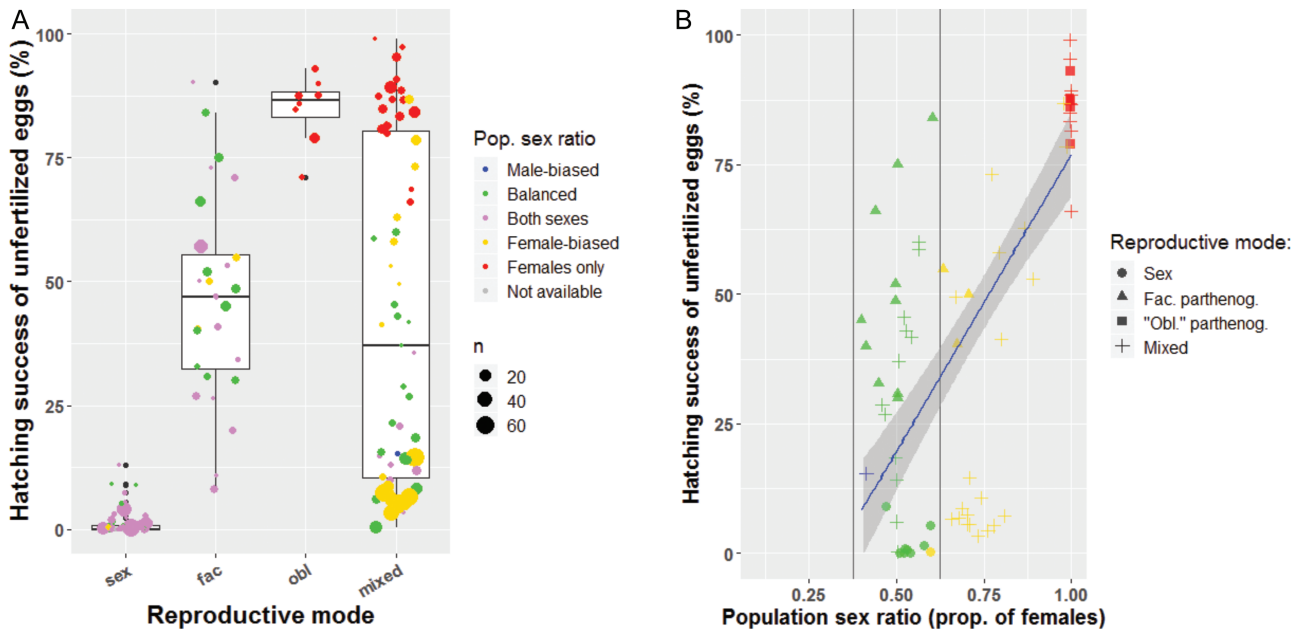 A
Hatching success of unfertilized eggs (%)
100
75
50
25
0
sex
fac
obl
mixed
Reproductive mode
Pop. sex ratio
Male-biased
Balanced
Both sexes
Female-biased
Females only
Not available
n
20
40
60
B
Hatching success of unfertilized eggs (%)
100
75
50
25
0
0.25
0.50
0.75
1.00
Population sex ratio (prop. of females)
Reproductive mode:
Sex
Fac. parthenog.
"Obl." parthenog.
Mixed